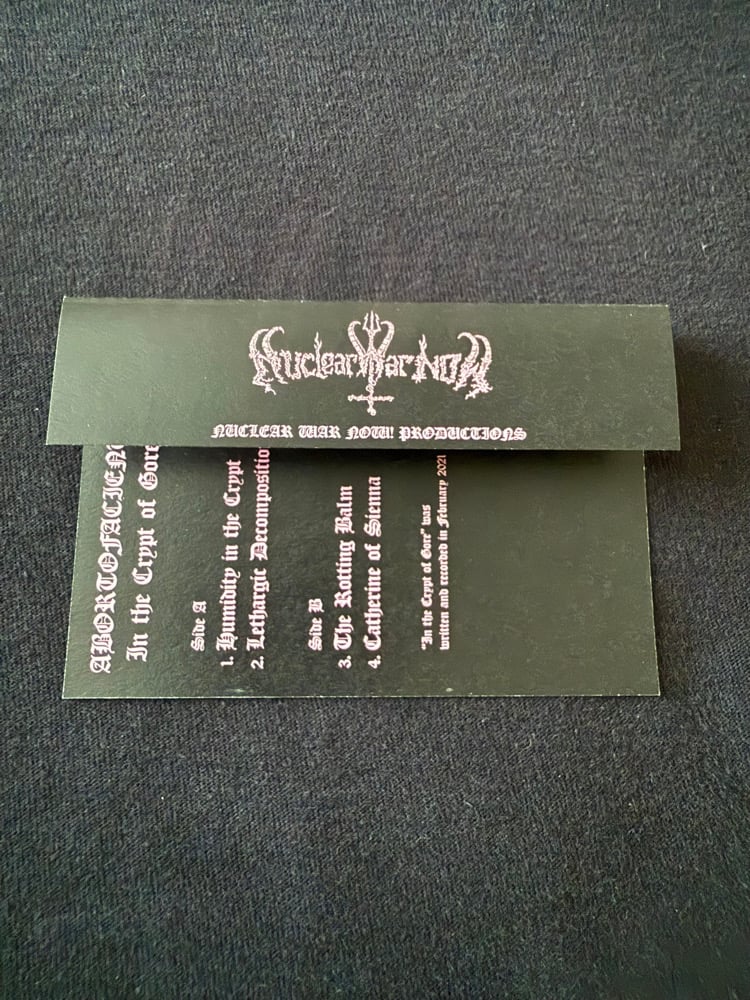 NuclearWarNow
NUCLEAR WAR NOW! PRODUCTIONS
ABORTOFACIEN
In the Crypt of Gore
Side A
1. Humidity in the Crypt
2. Lethargic Decompositio
Side B
3. The Rotting Balm
4. Catherine of Sienna
"In the Crypt of Gore" was
written and recorded in February 2021